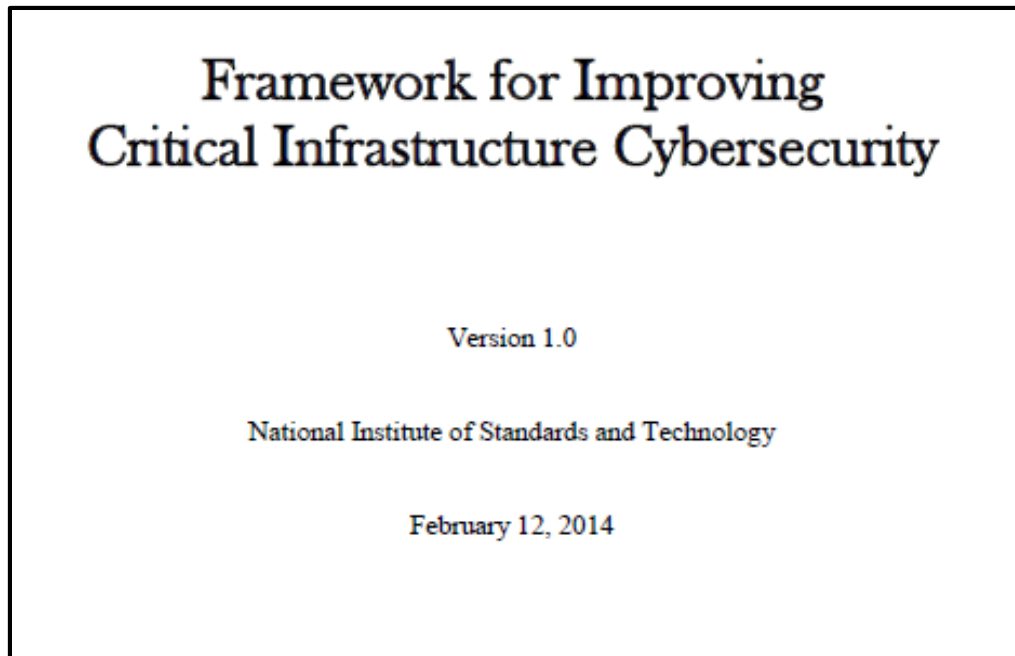 Framework for Improving
Critical Infrastructure Cybersecurity
Version 1.0
National Institute of Standards and Technology
February 12, 2014